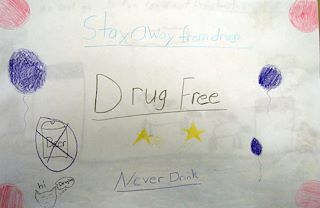 Stay Away from drugs
Drug Free
Beer
Never Drink
hi